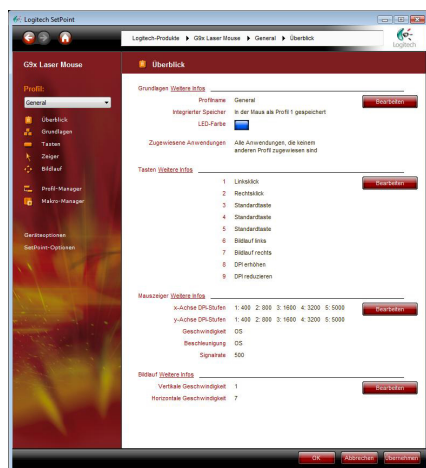 Logitech SetPoint
Logitech-Produkte ▶ G9x Laser Mouse ▶ General ▶ Überblick
Logitech
G9x Laser Mouse
Überblick
Profil:
General
Überblick
Grundlagen
Tasten
Zeiger
Bildlauf
Profil-Manager
Makro-Manager
Geräteoptionen
SetPoint-Optionen
Grundlagen Weitere Infos
Profilname General
Bearbeiten
Integrierter Speicher In der Maus als Profil 1 gespeichert
LED-Farbe
Zugewiesene Anwendungen Alle Anwendungen, die keinem
anderen Profil zugewiesen sind
Tasten Weitere Infos
1 Linksklick
Bearbeiten
2 Rechtsklick
3 Standardtaste
4 Standardtaste
5 Standardtaste
6 Bildlauf links
7 Bildlauf rechts
8 DPI erhöhen
9 DPI reduzieren
Mauszeiger Weitere Infos
x-Achse DPI-Stufen 1: 400 2: 800 3: 1600 4: 3200 5: 5000
Bearbeiten
y-Achse DPI-Stufen 1: 400 2: 800 3: 1600 4: 3200 5: 5000
Geschwindigkeit OS
Beschleunigung OS
Signalrate 500
Bildlauf Weitere Infos
Vertikale Geschwindigkeit 1
Bearbeiten
Horizontale Geschwindigkeit 7
OK Abbrechen Übernehmen